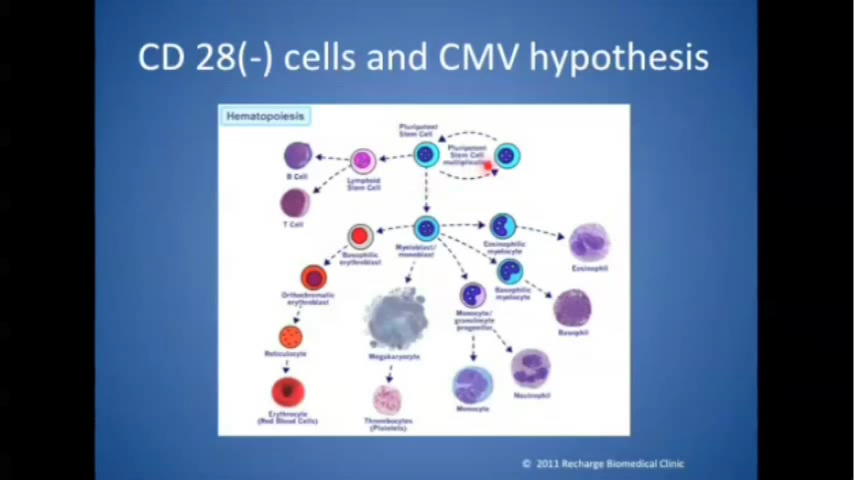 CD 28(-) cells and CMV hypothesis
Hematopoiesis
Pluripotent
Stem Cell
Pluripotent
Stem Cell
multiplication
B Cell
Lymphoid
Stem Cell
T Cell
Basophilic
erythroblast
Myeloblast/
monoblast
Eosinophilic
myelocyte
Eosinophil
Orthochromatic
erythroblast
Basophilic
myelocyte
Monocyte/
granulocyte
progenitor
Basophil
Reticulocyte
Megakaryocyte
Monocyte
Neutrophil
Erythrocyte
(Red Blood Cells)
Thrombocytes
(Platelets)
© 2011 Recharge Biomedical Clinic